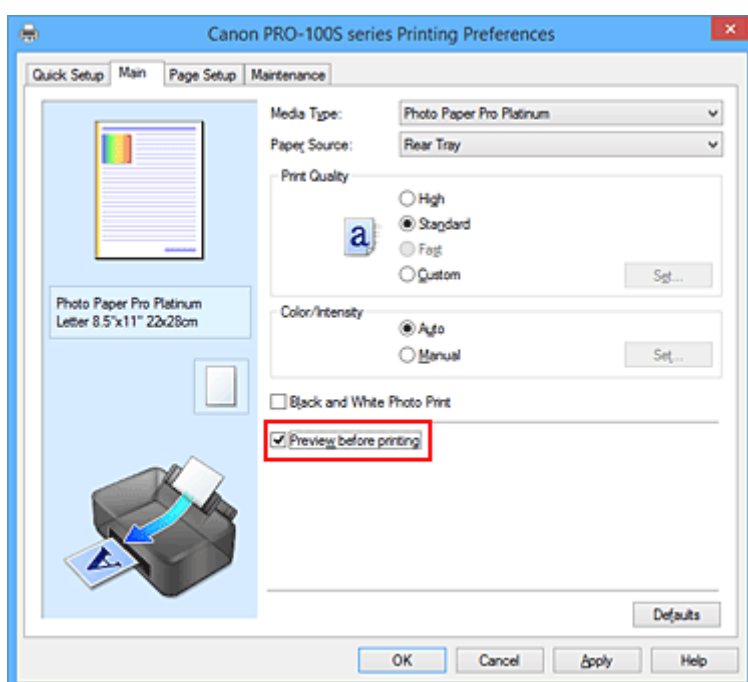 Canon PRO-100S series Printing Preferences
Quick Setup Main Page Setup Maintenance
Media Type: Photo Paper Pro Platinum
Paper Source: Rear Tray
Print Quality
High
a
Standard
Fast
Custom Set...
Photo Paper Pro Platinum
Letter 8.5"x11" 22x28cm
Color/Intensity
Auto
Manual Set...
Black and White Photo Print
Preview before printing
A
Defaults
OK Cancel Apply Help